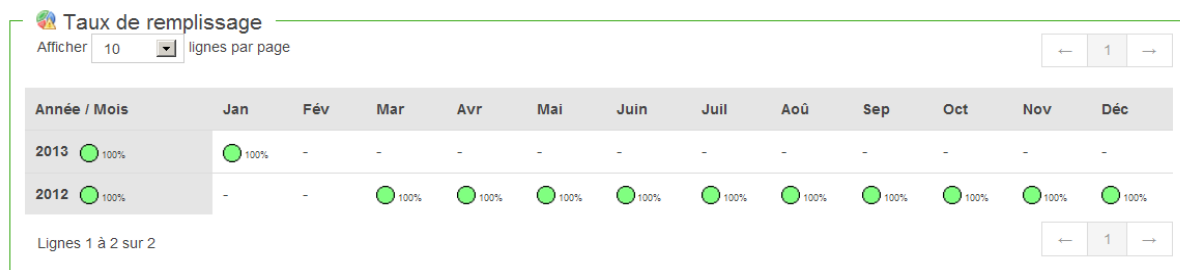 Taux de remplissage
Afficher 10 lignes par page
← 1 →
Année / Mois Jan Fév Mar Avr Mai Juin Juil Aoû Sep Oct Nov Déc
2013 100% 100% - - - - - - - - - - -
2012 100% - - 100% 100% 100% 100% 100% 100% 100% 100% 100% 100%
Lignes 1 à 2 sur 2
← 1 →